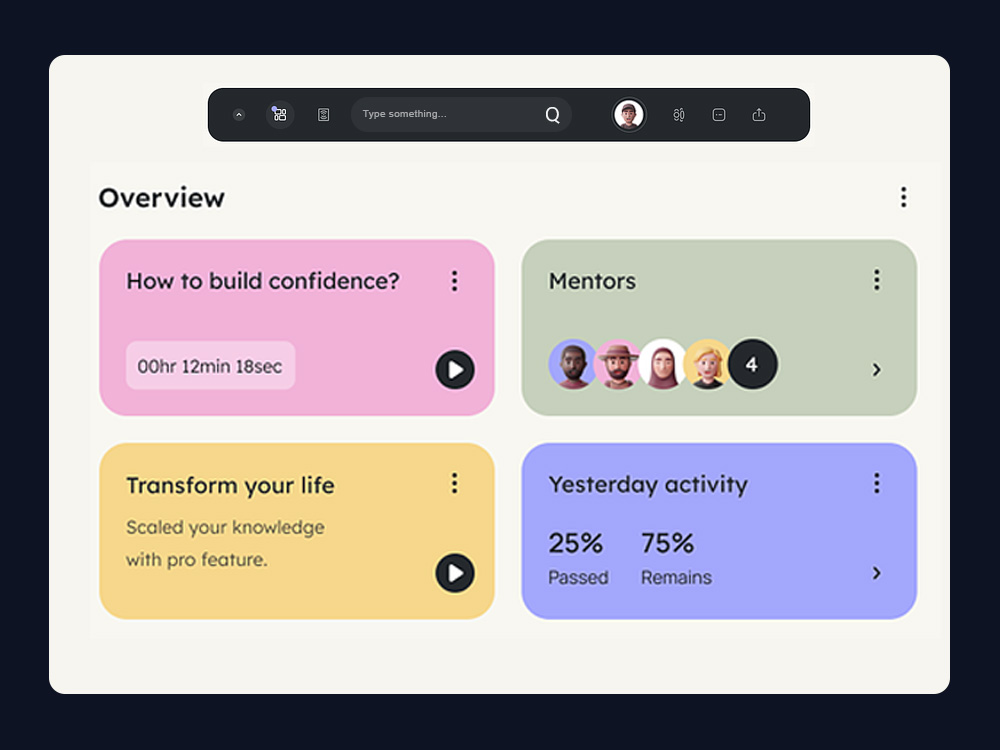 Type something...
Overview
How to build confidence?
00hr 12min 18sec
Mentors
4
Transform your life
Scaled your knowledge
with pro feature.
Yesterday activity
25% 75%
Passed Remains